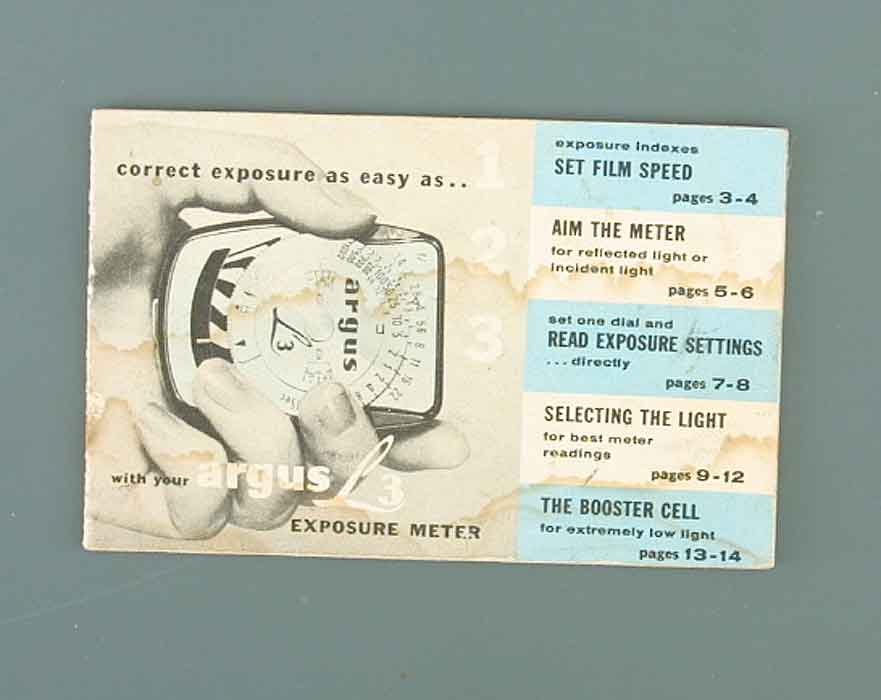 correct exposure as easy as..
1
2
3
argus
L3
with your argus L3
EXPOSURE METER
exposure indexes
SET FILM SPEED
pages 3-4
AIM THE METER
for reflected light or
incident light
pages 5-6
set one dial and
READ EXPOSURE SETTINGS
...directly
pages 7-8
SELECTING THE LIGHT
for best meter
readings
pages 9-12
THE BOOSTER CELL
for extremely low light
pages 13-14